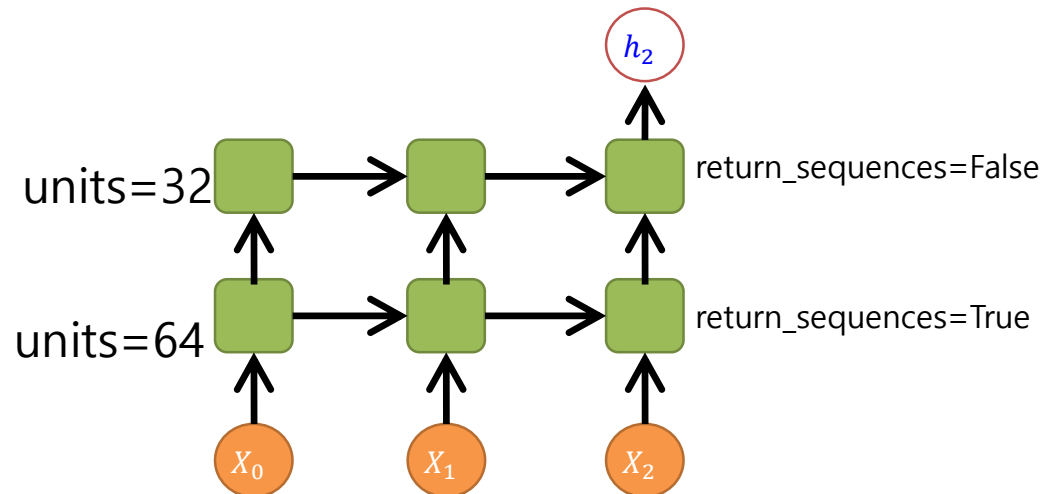 h₂
units=32
return_sequences=False
units=64
return_sequences=True
X₀ X₁ X₂